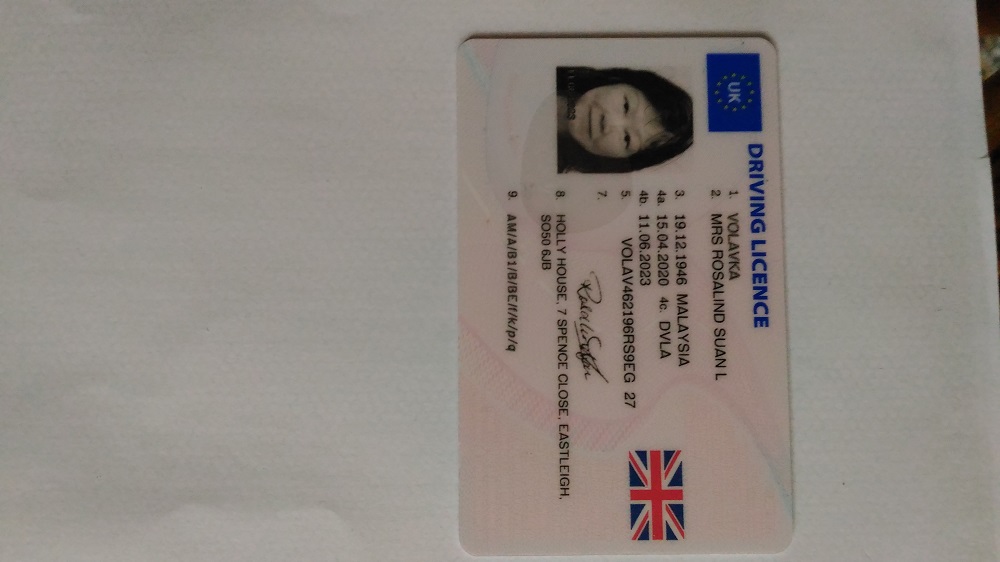 UK
DRIVING LICENCE
1. VOLAVKA
2. MRS ROSALIND SUAN L
3. 19.12.1946 MALAYSIA
4a. 15.04.2020 4c. DVLA
4b. 11.06.2023
5. VOLAV462196RS9EG 27
7.
8. HOLLY HOUSE, 7 SPENCE CLOSE, EASTLEIGH,
SO50 6JB
9. AM/A/B1/B/BE/f/k/p/q